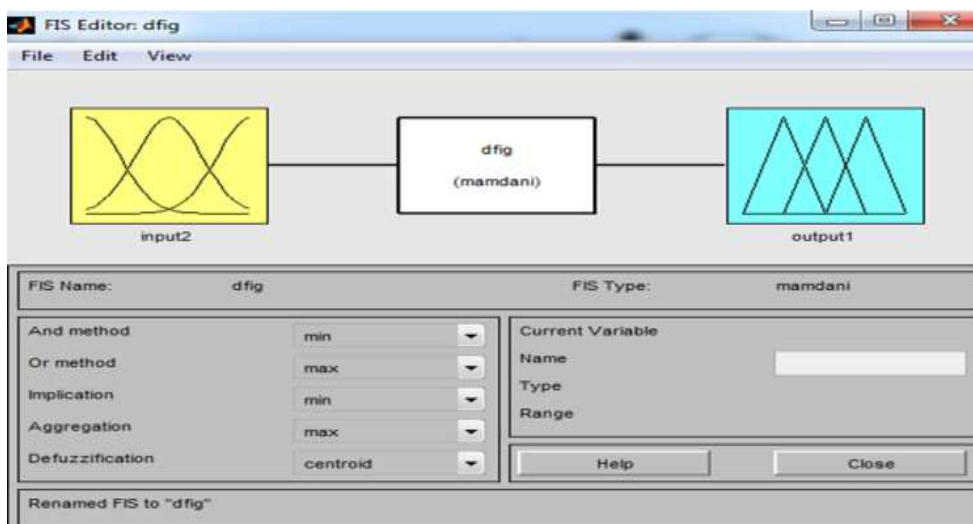 FIS Editor: dfig
File Edit View
dfig
(mamdani)
input2
output1
FIS Name: dfig FIS Type: mamdani
And method min
Or method max
Implication min
Aggregation max
Defuzzification centroid
Current Variable
Name
Type
Range
Help Close
Renamed FIS to "dfig"